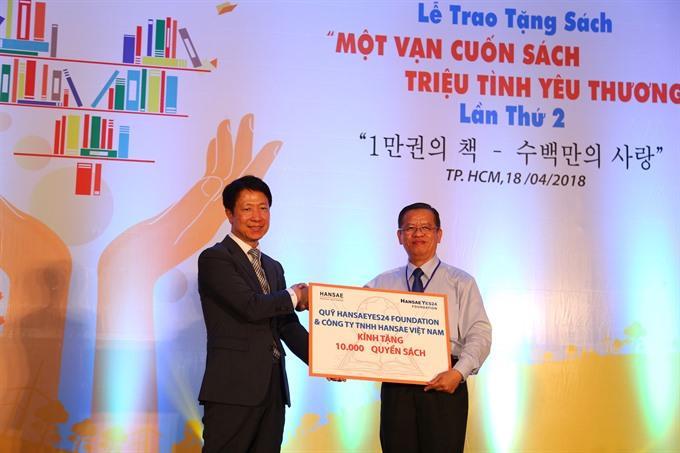 Lễ Trao Tặng Sách
"MỘT VẠN CUỐN SÁCH
TRIỆU TÌNH YÊU THƯƠNG
Lần Thứ 2
"1만권의 책 - 수백만의 사랑"
TP. HCM,18 /04/2018
HANSAE
HANSAE YES24
FOUNDATION
QUỸ HANSAEYES24 FOUNDATION
& CÔNG TY TNHH HANSAE VIỆT NAM
KÍNH TẶNG
10.000 QUYỂN SÁCH